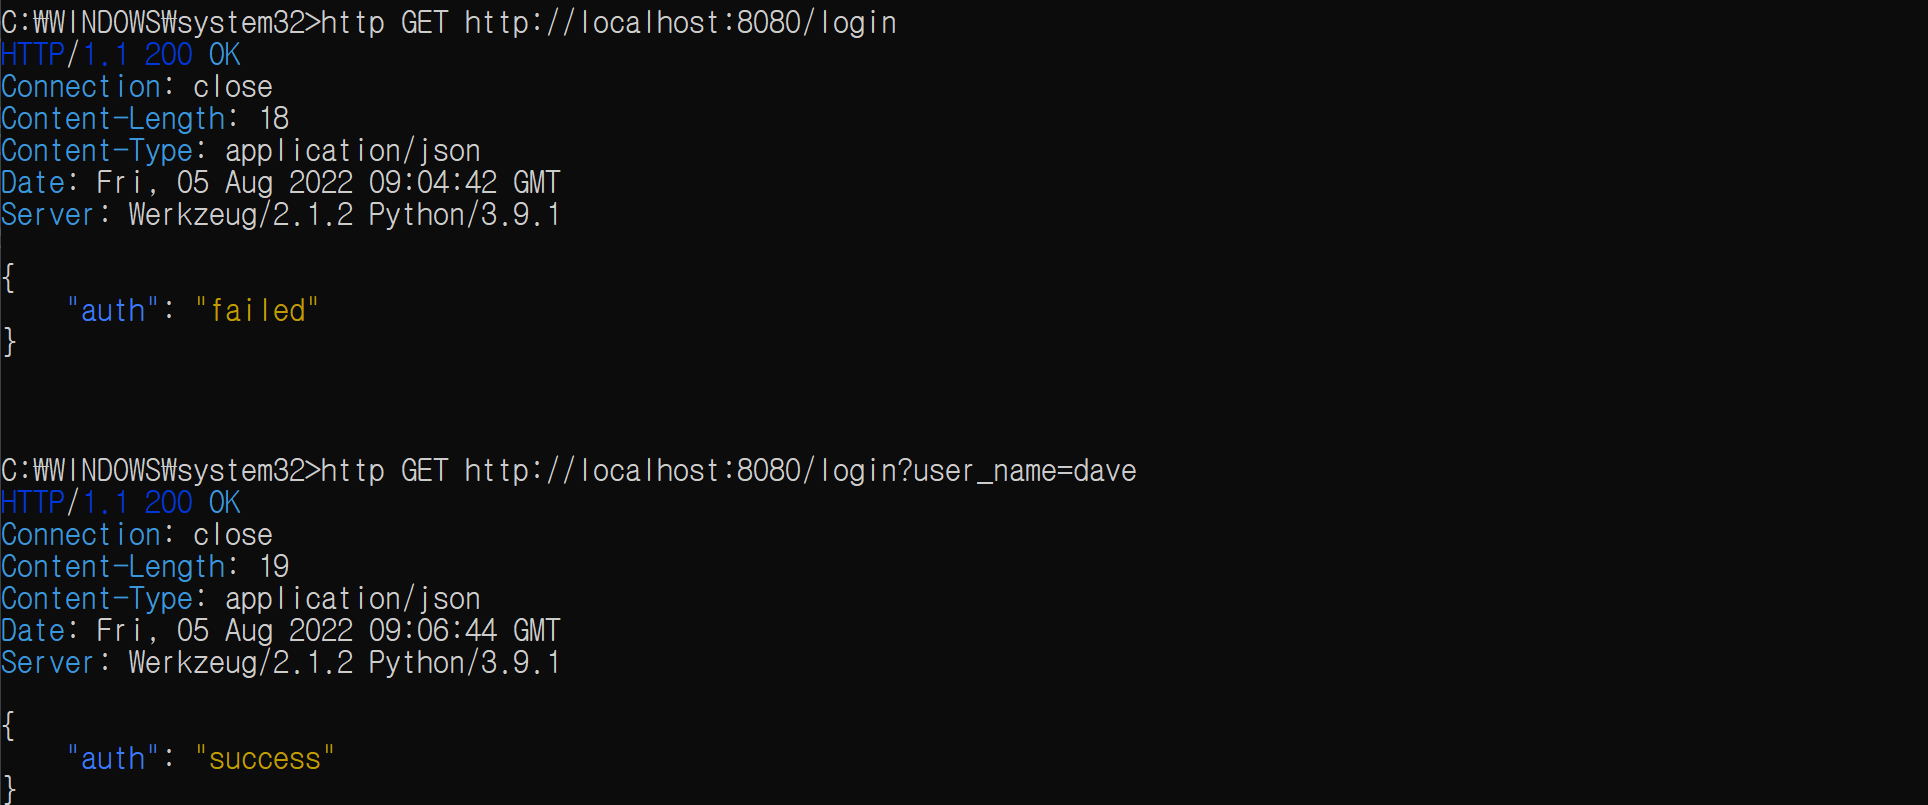 C:₩WINDOWS₩system32>http GET http://localhost:8080/login
HTTP/1.1 200 OK
Connection: close
Content-Length: 18
Content-Type: application/json
Date: Fri, 05 Aug 2022 09:04:42 GMT
Server: Werkzeug/2.1.2 Python/3.9.1
{
    "auth": "failed"
}
C:₩WINDOWS₩system32>http GET http://localhost:8080/login?user_name=dave
HTTP/1.1 200 OK
Connection: close
Content-Length: 19
Content-Type: application/json
Date: Fri, 05 Aug 2022 09:06:44 GMT
Server: Werkzeug/2.1.2 Python/3.9.1
{
    "auth": "success"
}